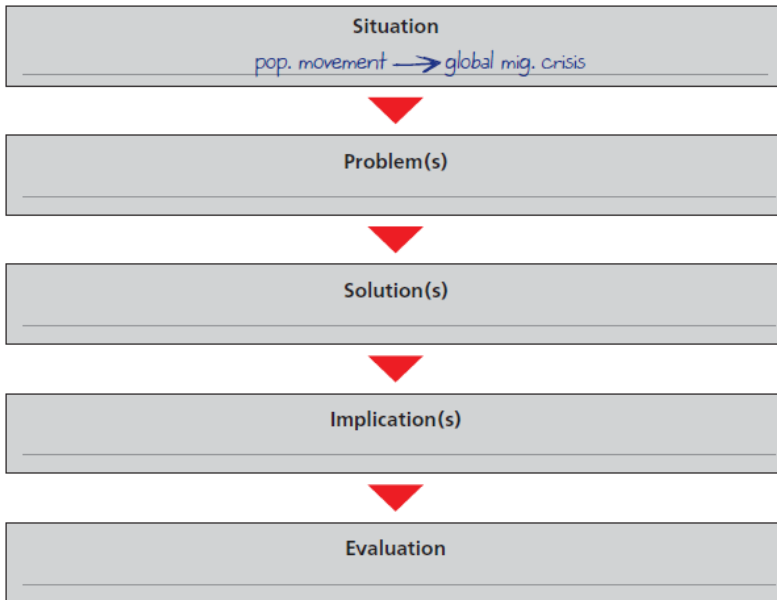 Situation
pop. movement → global mig. crisis
Problem(s)
Solution(s)
Implication(s)
Evaluation